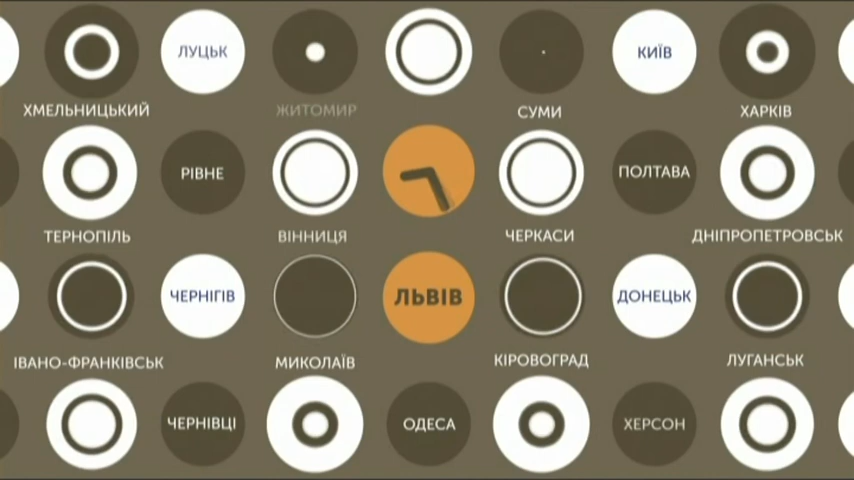 ЛУЦЬК
КИЇВ
ХМЕЛЬНИЦЬКИЙ
ЖИТОМИР
СУМИ
ХАРКІВ
РІВНЕ
ПОЛТАВА
ТЕРНОПІЛЬ
ВІННИЦЯ
ЧЕРКАСИ
ДНІПРОПЕТРОВСЬК
ЧЕРНІГІВ
ЛЬВІВ
ДОНЕЦЬК
ІВАНО-ФРАНКІВСЬК
МИКОЛАЇВ
КІРОВОГРАД
ЛУГАНСЬК
ЧЕРНІВЦІ
ОДЕСА
ХЕРСОН